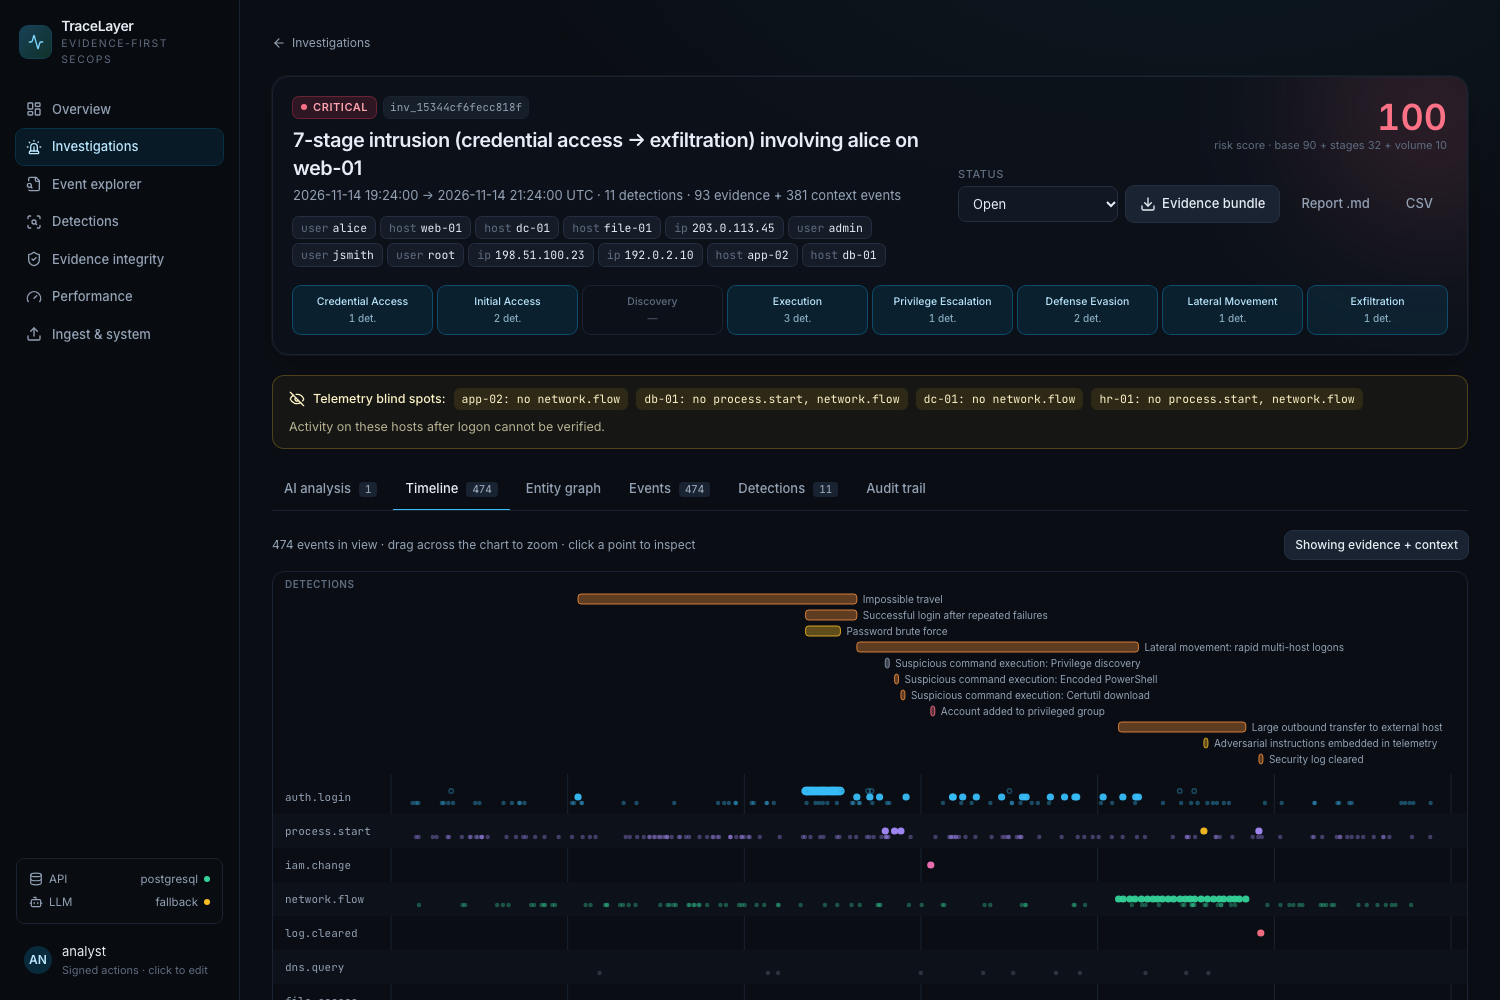 TraceLayer
EVIDENCE-FIRST
SECOPS
Overview
Investigations
Event explorer
Detections
Evidence integrity
Performance
Ingest & system
API postgresql
LLM fallback
AN analyst
Signed actions · click to edit
← Investigations
CRITICAL inv_15344cf6fecc818f
7-stage intrusion (credential access → exfiltration) involving alice on
web-01
2026-11-14 19:24:00 → 2026-11-14 21:24:00 UTC · 11 detections · 93 evidence + 381 context events
user alice host web-01 host dc-01 host file-01 ip 203.0.113.45 user admin
user jsmith user root ip 198.51.100.23 ip 192.0.2.10 host app-02 host db-01
100
risk score · base 90 + stages 32 + volume 10
STATUS
Open Evidence bundle Report .md CSV
Credential Access Initial Access Discovery Execution Privilege Escalation Defense Evasion Lateral Movement Exfiltration
1 det. 2 det. — 3 det. 1 det. 2 det. 1 det. 1 det.
Telemetry blind spots: app-02: no network.flow db-01: no process.start, network.flow dc-01: no network.flow hr-01: no process.start, network.flow
Activity on these hosts after logon cannot be verified.
AI analysis 1 Timeline 474 Entity graph Events 474 Detections 11 Audit trail
474 events in view · drag across the chart to zoom · click a point to inspect
Showing evidence + context
DETECTIONS
Impossible travel
Successful login after repeated failures
Password brute force
Lateral movement: rapid multi-host logons
Suspicious command execution: Privilege discovery
Suspicious command execution: Encoded PowerShell
Suspicious command execution: Certutil download
Account added to privileged group
Large outbound transfer to external host
Adversarial instructions embedded in telemetry
Security log cleared
auth.login
process.start
iam.change
network.flow
log.cleared
dns.query